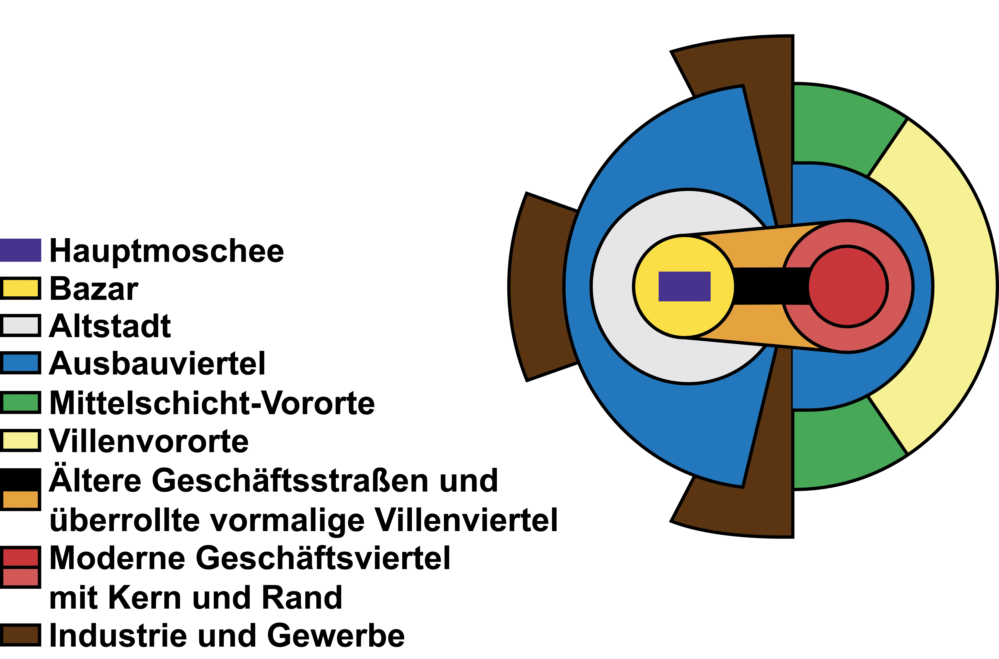 Hauptmoschee
Bazar
Altstadt
Ausbauviertel
Mittelschicht-Vororte
Villenvororte
Ältere Geschäftsstraßen und
überrollte vormalige Villenviertel
Moderne Geschäftsviertel
mit Kern und Rand
Industrie und Gewerbe